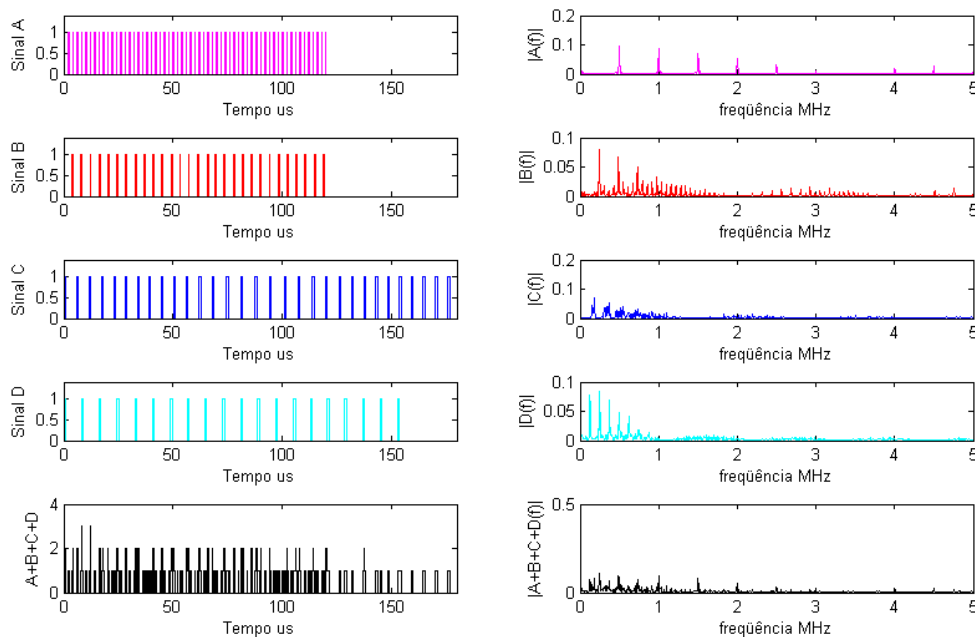 Sinal A
1
0.5
0
0 50 100 150
Tempo us
|A(f)|
0.2
0.1
0
0 1 2 3 4 5
freqüência MHz
Sinal B
1
0.5
0
0 50 100 150
Tempo us
|B(f)|
0.1
0.05
0
0 1 2 3 4 5
freqüência MHz
Sinal C
1
0.5
0
0 50 100 150
Tempo us
|C(f)|
0.2
0.1
0
0 1 2 3 4 5
freqüência MHz
Sinal D
1
0.5
0
0 50 100 150
Tempo us
|D(f)|
0.1
0.05
0
0 1 2 3 4 5
freqüência MHz
A+B+C+D
4
2
0
0 50 100 150
Tempo us
|A+B+C+D(f)|
0.5
0
0 1 2 3 4 5
freqüência MHz